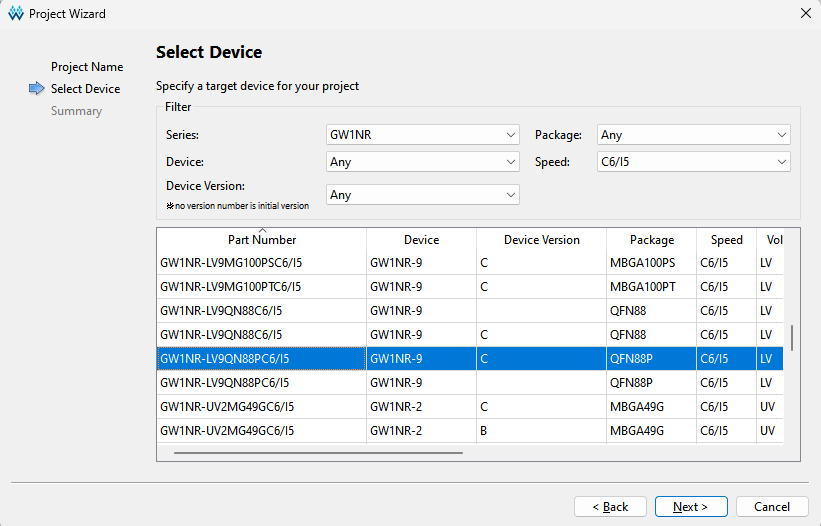 Project Wizard
Project Name
Select Device
Summary
Select Device
Specify a target device for your project
Filter
Series: GW1NR Package: Any
Device: Any Speed: C6/I5
Device Version: Any
※no version number is initial version
Part Number Device Device Version Package Speed Vol
GW1NR-LV9MG100PSC6/I5 GW1NR-9 C MBGA100PS C6/I5 LV
GW1NR-LV9MG100PTC6/I5 GW1NR-9 C MBGA100PT C6/I5 LV
GW1NR-LV9QN88C6/I5 GW1NR-9 QFN88 C6/I5 LV
GW1NR-LV9QN88C6/I5 GW1NR-9 C QFN88 C6/I5 LV
GW1NR-LV9QN88PC6/I5 GW1NR-9 C QFN88P C6/I5 LV
GW1NR-LV9QN88PC6/I5 GW1NR-9 QFN88P C6/I5 LV
GW1NR-UV2MG49GC6/I5 GW1NR-2 C MBGA49G C6/I5 UV
GW1NR-UV2MG49GC6/I5 GW1NR-2 B MBGA49G C6/I5 UV
< Back Next > Cancel